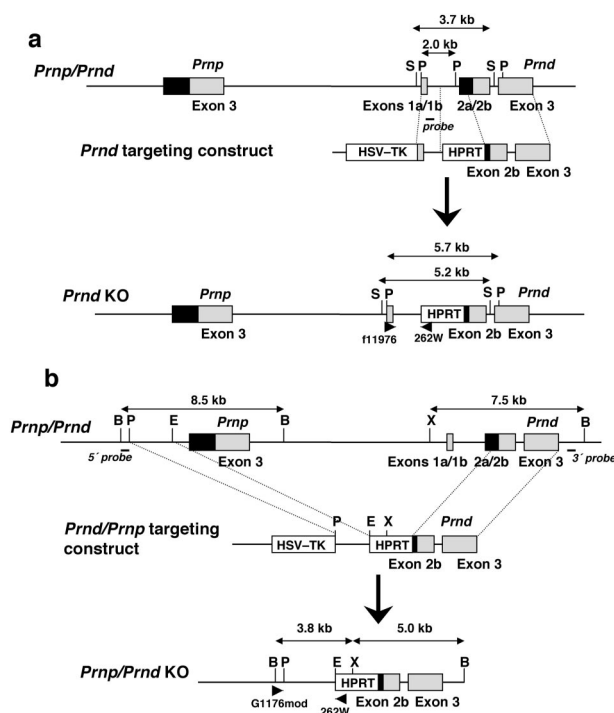 a
3.7 kb
2.0 kb
S P P S P Prnd
Prnp
Prnp/Prnd
Exon 3 Exons 1a/1b 2a/2b Exon 3
probe
Prnd targeting construct
HSV–TK HPRT
Exon 2b Exon 3
5.7 kb
5.2 kb
S P S P Prnd
Prnp
Prnd KO
HPRT
Exon 3 Exon 2b Exon 3
f11976 262W
b
8.5 kb 7.5 kb
B P E Prnp B X Prnd B
Prnp/Prnd
5´ probe Exon 3 Exons 1a/1b 2a/2b Exon 3 3´ probe
P E X Prnd
Prnd/Prnp targeting
construct
HSV–TK HPRT
Exon 2b Exon 3
3.8 kb 5.0 kb
B P E X B
Prnp/Prnd KO
HPRT
G1176mod Exon 2b Exon 3
262W